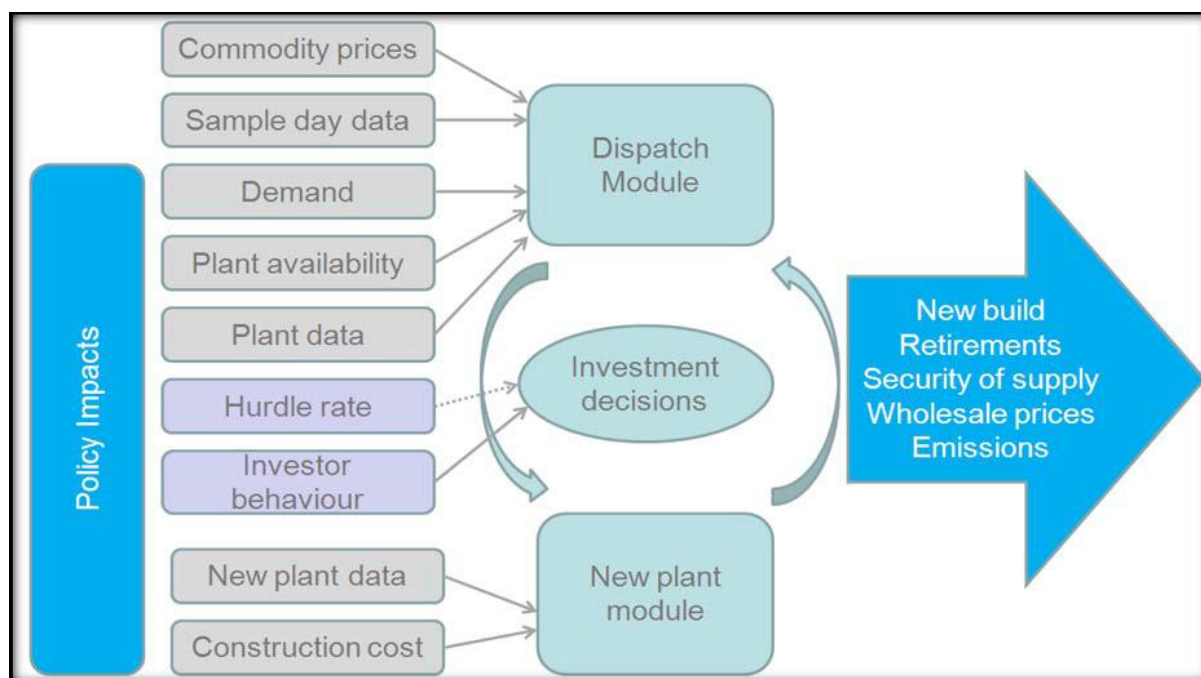 Policy Impacts
Commodity prices
Sample day data
Demand
Plant availability
Plant data
Hurdle rate
Investor
behaviour
New plant data
Construction cost
Dispatch
Module
Investment
decisions
New plant
module
New build
Retirements
Security of supply
Wholesale prices
Emissions